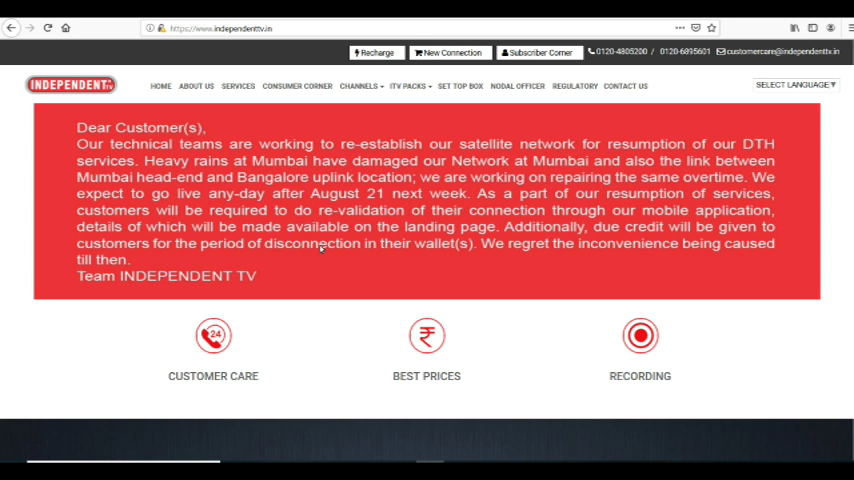 https://www.independenttv.in
Recharge
New Connection
Subscriber Corner
0120-4805200 / 0120-6895601
customercare@independenttv.in
INDEPENDENT TV
HOME ABOUT US SERVICES CONSUMER CORNER CHANNELS ITV PACKS SET TOP BOX NODAL OFFICER REGULATORY CONTACT US
SELECT LANGUAGE
Dear Customer(s),
Our technical teams are working to re-establish our satellite network for resumption of our DTH
services. Heavy rains at Mumbai have damaged our Network at Mumbai and also the link between
Mumbai head-end and Bangalore uplink location; we are working on repairing the same overtime. We
expect to go live any-day after August 21 next week. As a part of our resumption of services,
customers will be required to do re-validation of their connection through our mobile application,
details of which will be made available on the landing page. Additionally, due credit will be given to
customers for the period of disconnection in their wallet(s). We regret the inconvenience being caused
till then.
Team INDEPENDENT TV
24
₹
CUSTOMER CARE
BEST PRICES
RECORDING